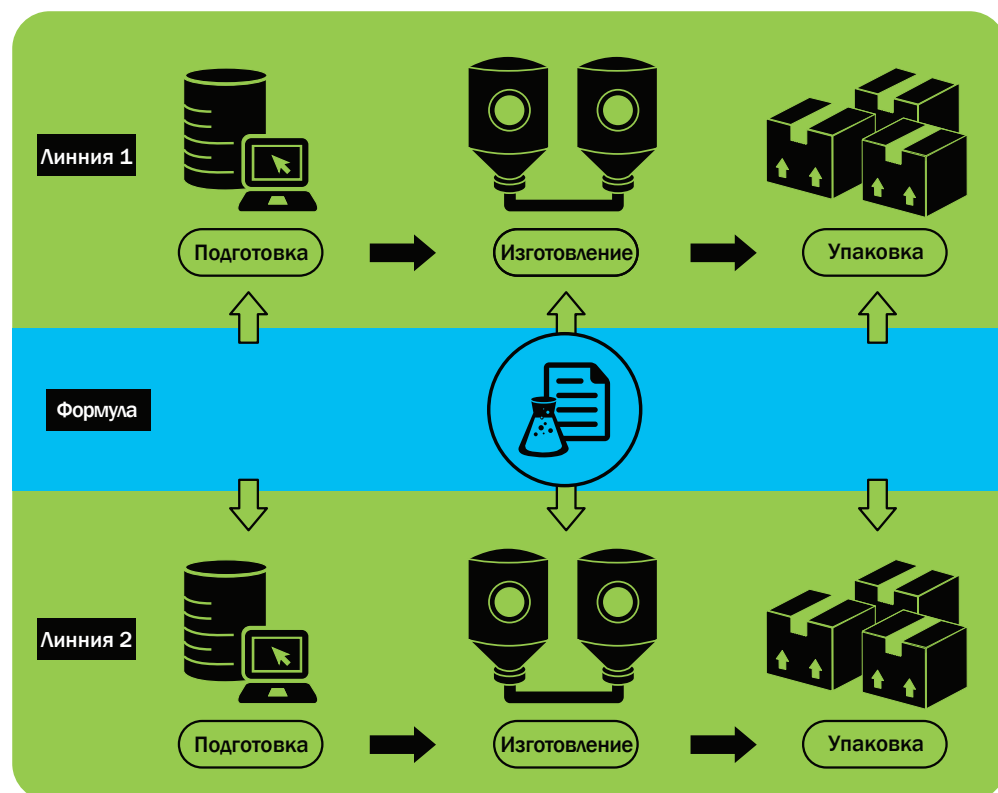 Линния 1
Подготовка
Изготовление
Упаковка
Формула
Линния 2
Подготовка
Изготовление
Упаковка